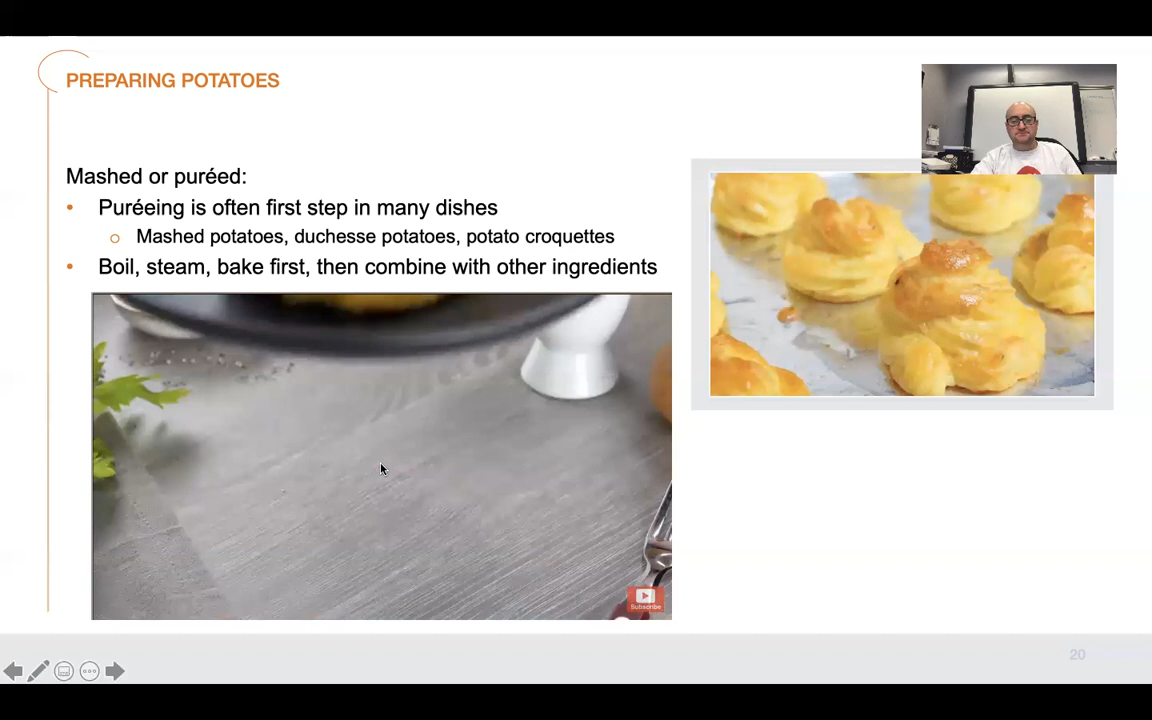 PREPARING POTATOES
Mashed or puréed:
• Puréeing is often first step in many dishes
o Mashed potatoes, duchesse potatoes, potato croquettes
• Boil, steam, bake first, then combine with other ingredients
Subscribe
20